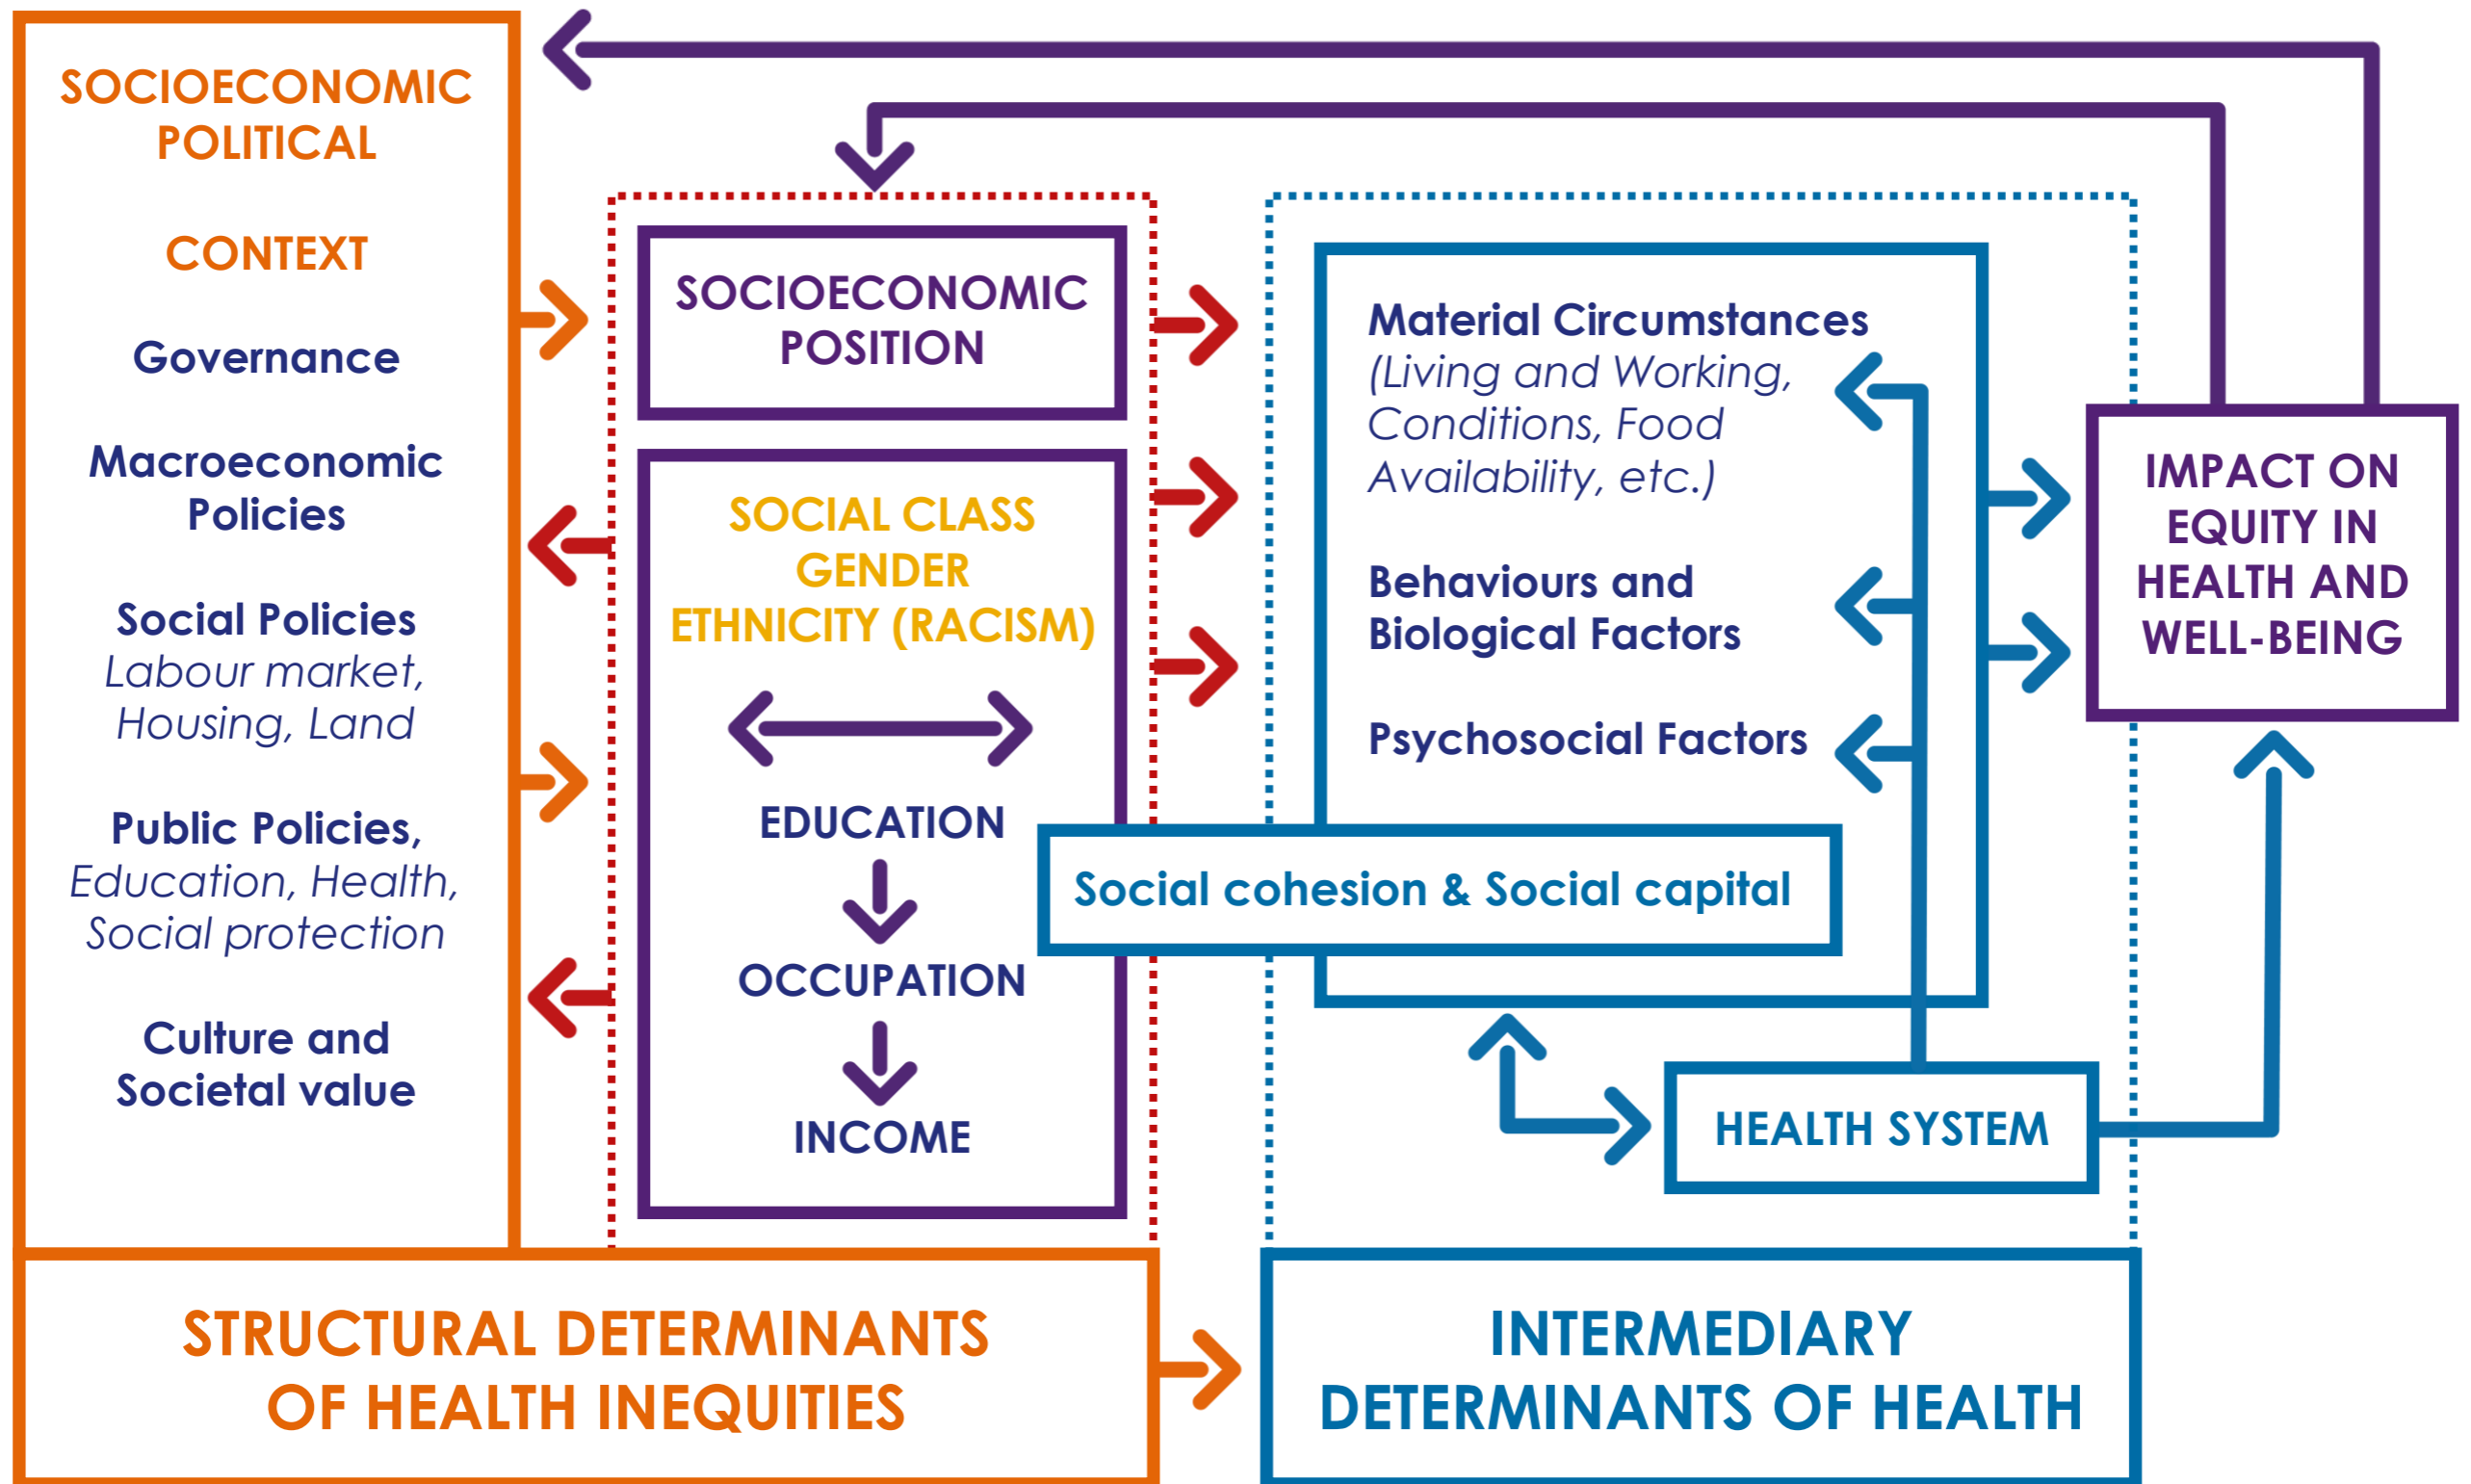 SOCIOECONOMIC
POLITICAL
CONTEXT
Governance
Macroeconomic
Policies
Social Policies
Labour market,
Housing, Land
Public Policies,
Education, Health,
Social protection
Culture and
Societal value
SOCIOECONOMIC
POSITION
SOCIAL CLASS
GENDER
ETHNICITY (RACISM)
EDUCATION
OCCUPATION
INCOME
Material Circumstances
(Living and Working,
Conditions, Food
Availability, etc.)
Behaviours and
Biological Factors
Psychosocial Factors
Social cohesion & Social capital
HEALTH SYSTEM
IMPACT ON
EQUITY IN
HEALTH AND
WELL-BEING
STRUCTURAL DETERMINANTS
OF HEALTH INEQUITIES
INTERMEDIARY
DETERMINANTS OF HEALTH